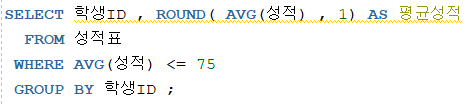 SELECT 학생ID , ROUND( AVG(성적) , 1) AS 평균성적
FROM 성적표
WHERE AVG(성적) <= 75
GROUP BY 학생ID ;